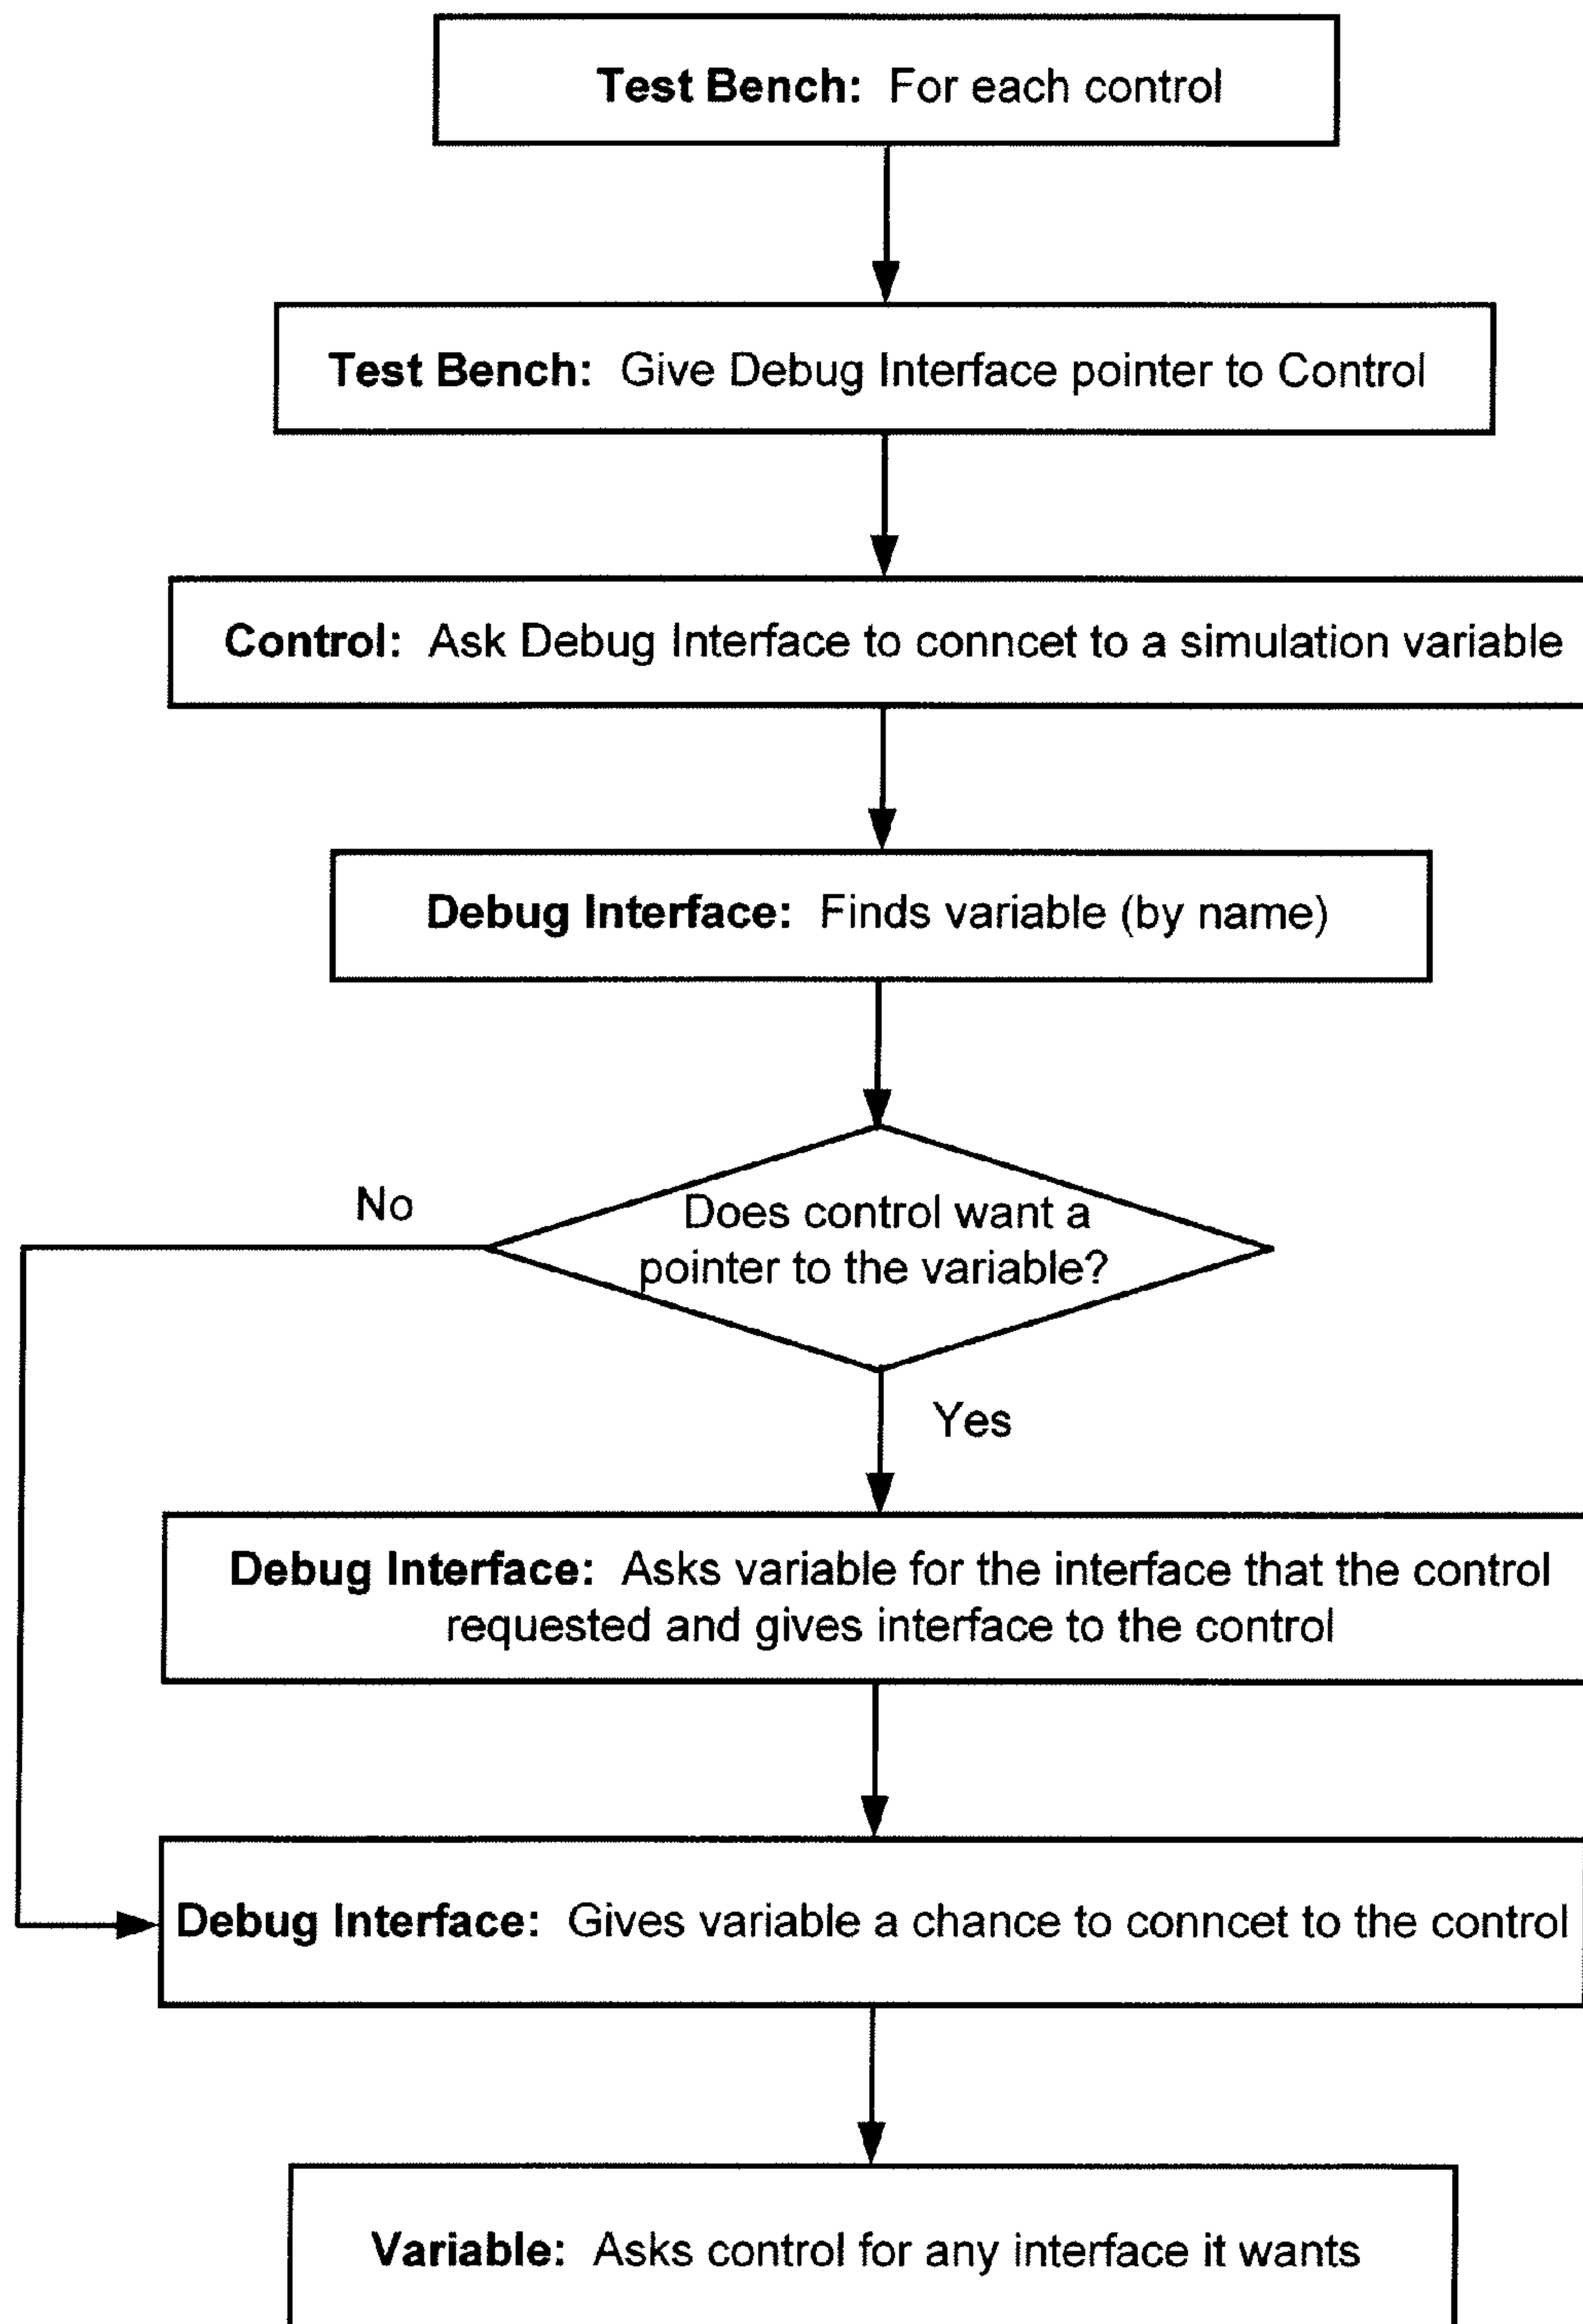 Test Bench: For each control
Test Bench: Give Debug Interface pointer to Control
Control: Ask Debug Interface to conncet to a simulation variable
Debug Interface: Finds variable (by name)
No
Does control want a
pointer to the variable?
Yes
Debug Interface: Asks variable for the interface that the control
requested and gives interface to the control
Debug Interface: Gives variable a chance to conncet to the control
Variable: Asks control for any interface it wants